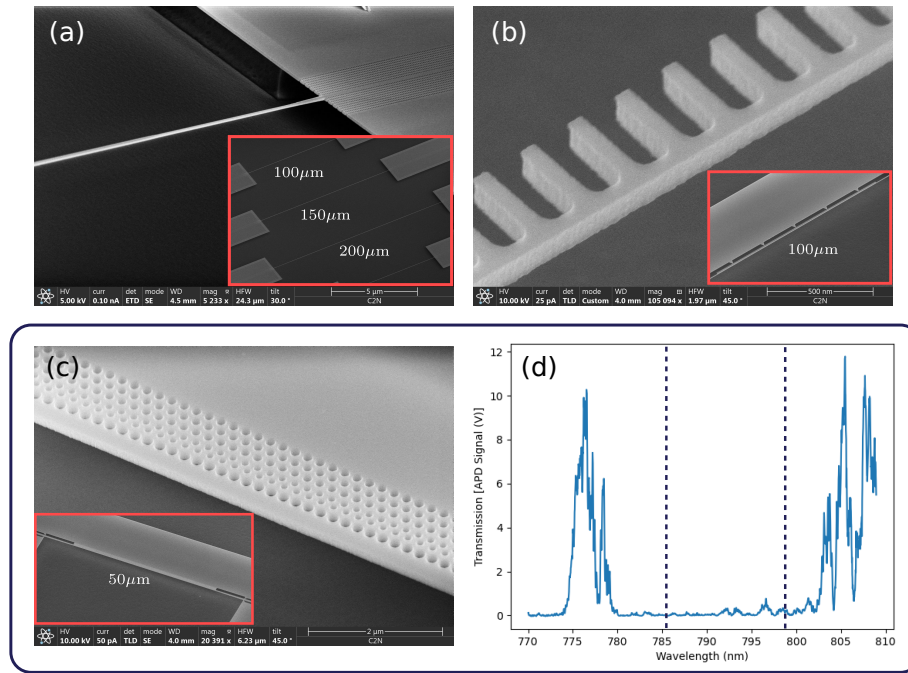 (a)
100μm
150μm
200μm
HV curr det mode WD mag HFW tilt 5 μm
5.00 kV 0.10 nA ETD SE 4.5 mm 5 233 x 24.3 μm 30.0 ° C2N
(b)
100μm
HV curr det mode WD mag HFW tilt 500 nm
10.00 kV 25 pA TLD Custom 4.0 mm 105 094 x 1.97 μm 45.0 ° C2N
(c)
50μm
HV curr det mode WD mag HFW tilt 2 μm
10.00 kV 50 pA TLD SE 4.0 mm 20 391 x 6.23 μm 45.0 ° C2N
(d)
Transmission [APD Signal (V)]
12
10
8
6
4
2
0
770 775 780 785 790 795 800 805 810
Wavelength (nm)